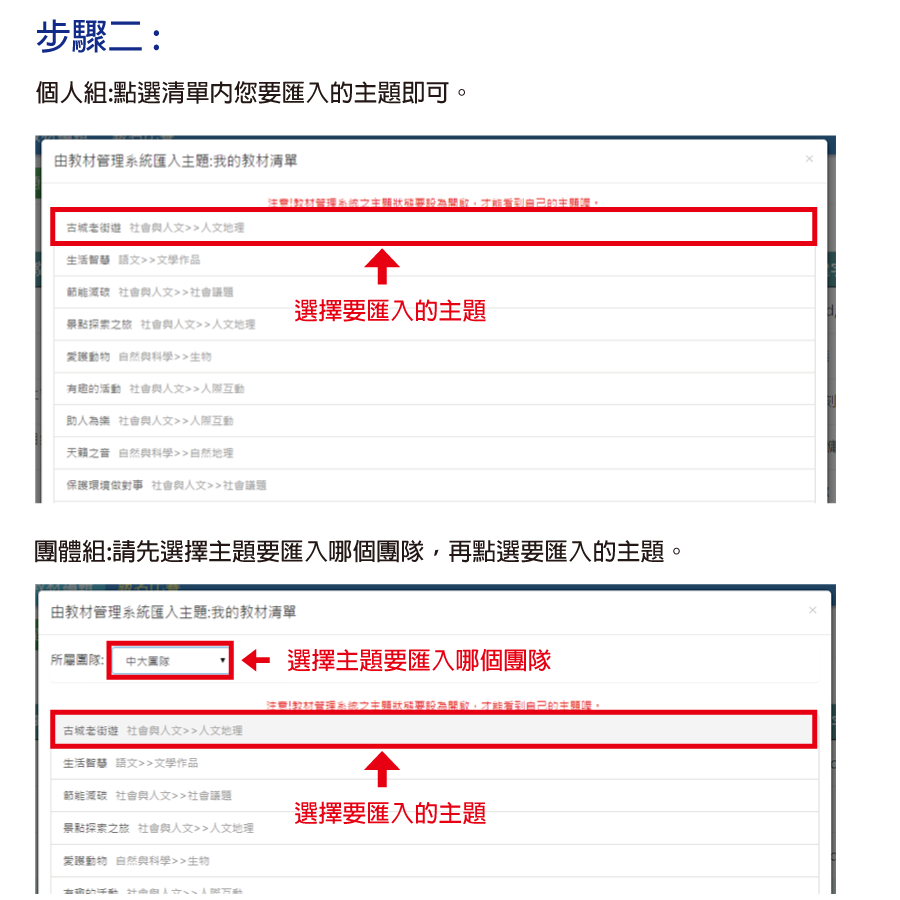 步驟二：
個人組:點選清單內您要匯入的主題即可。
由教材管理系統匯入主題:我的教材清單 ×
注意!教材管理系統之主題狀態要設為開啟，才能看到自己的主題喔。
古城老街遊 社會與人文>>人文地理
生活智慧 語文>>文學作品
節能減碳 社會與人文>>社會議題
選擇要匯入的主題
景點探索之旅 社會與人文>>人文地理
愛護動物 自然與科學>>生物
有趣的活動 社會與人文>>人際互動
助人為樂 社會與人文>>人際互動
天籟之音 自然與科學>>自然地理
保護環境做對事 社會與人文>>社會議題
團體組:請先選擇主題要匯入哪個團隊，再點選要匯入的主題。
由教材管理系統匯入主題:我的教材清單 ×
所屬團隊: 中大團隊 選擇主題要匯入哪個團隊
注意!教材管理系統之主題狀態要設為開啟，才能看到自己的主題喔。
古城老街遊 社會與人文>>人文地理
生活智慧 語文>>文學作品
節能減碳 社會與人文>>社會議題
選擇要匯入的主題
景點探索之旅 社會與人文>>人文地理
愛護動物 自然與科學>>生物
有趣的活動 社會與人文>>人際互動